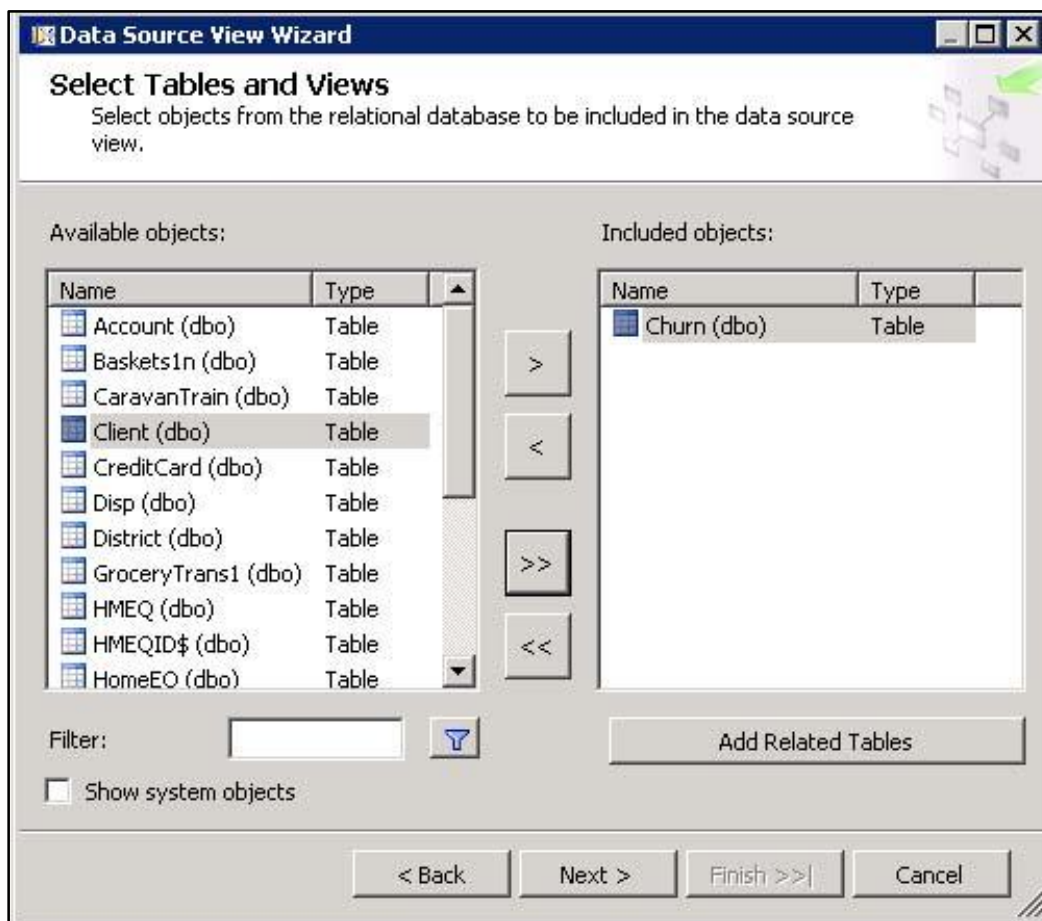 Data Source View Wizard
Select Tables and Views
Select objects from the relational database to be included in the data source
view.
Available objects:
Name Type
Account (dbo) Table
Baskets1n (dbo) Table
CaravanTrain (dbo) Table
Client (dbo) Table
CreditCard (dbo) Table
Disp (dbo) Table
District (dbo) Table
GroceryTrans1 (dbo) Table
HMEQ (dbo) Table
HMEQID$ (dbo) Table
HomeEQ (dbo) Table
>
<
>>
<<
Included objects:
Name Type
Churn (dbo) Table
Filter:
Add Related Tables
Show system objects
< Back Next > Finish >>| Cancel